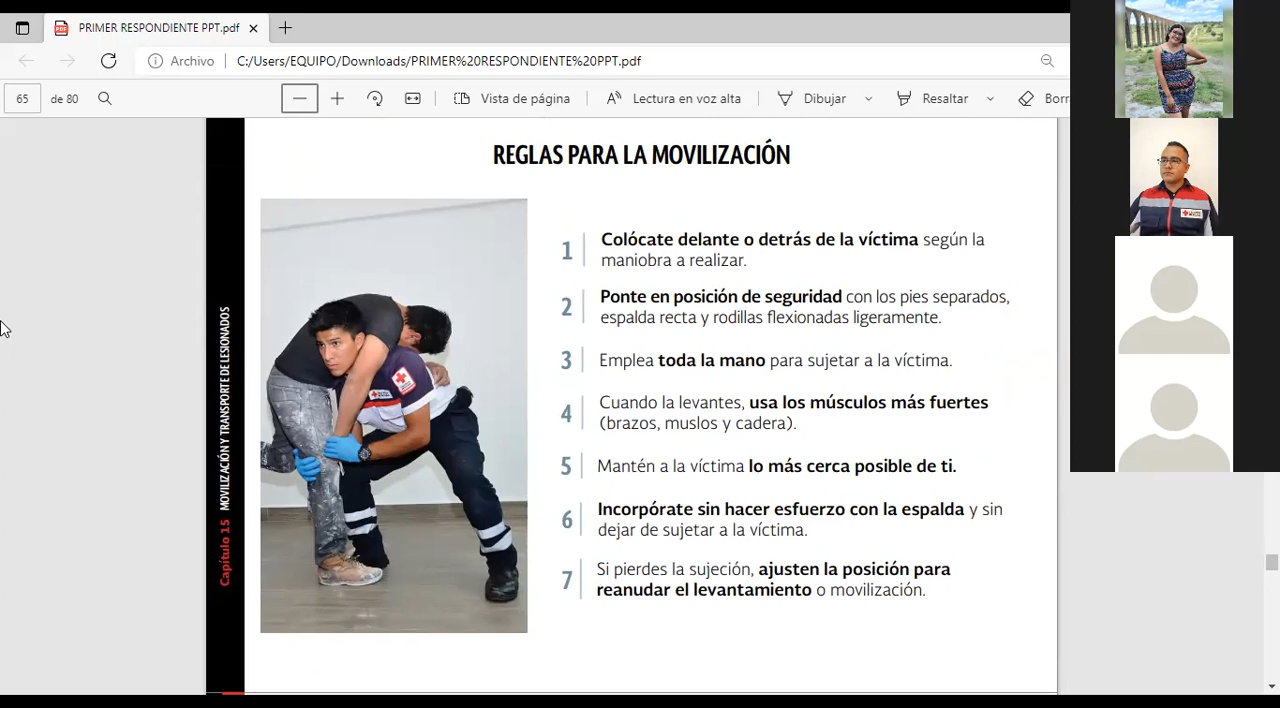 PRIMER RESPONDIENTE PPT.pdf
Archivo
C:/Users/EQUIPO/Downloads/PRIMER%20RESPONDIENTE%20PPT.pdf
65 de 80
Vista de página
Lectura en voz alta
Dibujar
Resaltar
Borr
REGLAS PARA LA MOVILIZACIÓN
1 Colócate delante o detrás de la víctima según la
maniobra a realizar.
2 Ponte en posición de seguridad con los pies separados,
espalda recta y rodillas flexionadas ligeramente.
3 Emplea toda la mano para sujetar a la víctima.
4 Cuando la levantes, usa los músculos más fuertes
(brazos, muslos y cadera).
5 Mantén a la víctima lo más cerca posible de ti.
6 Incorpórate sin hacer esfuerzo con la espalda y sin
dejar de sujetar a la víctima.
7 Si pierdes la sujeción, ajusten la posición para
reanudar el levantamiento o movilización.
Capítulo 15 MOVILIZACIÓN Y TRANSPORTE DE LESIONADOS